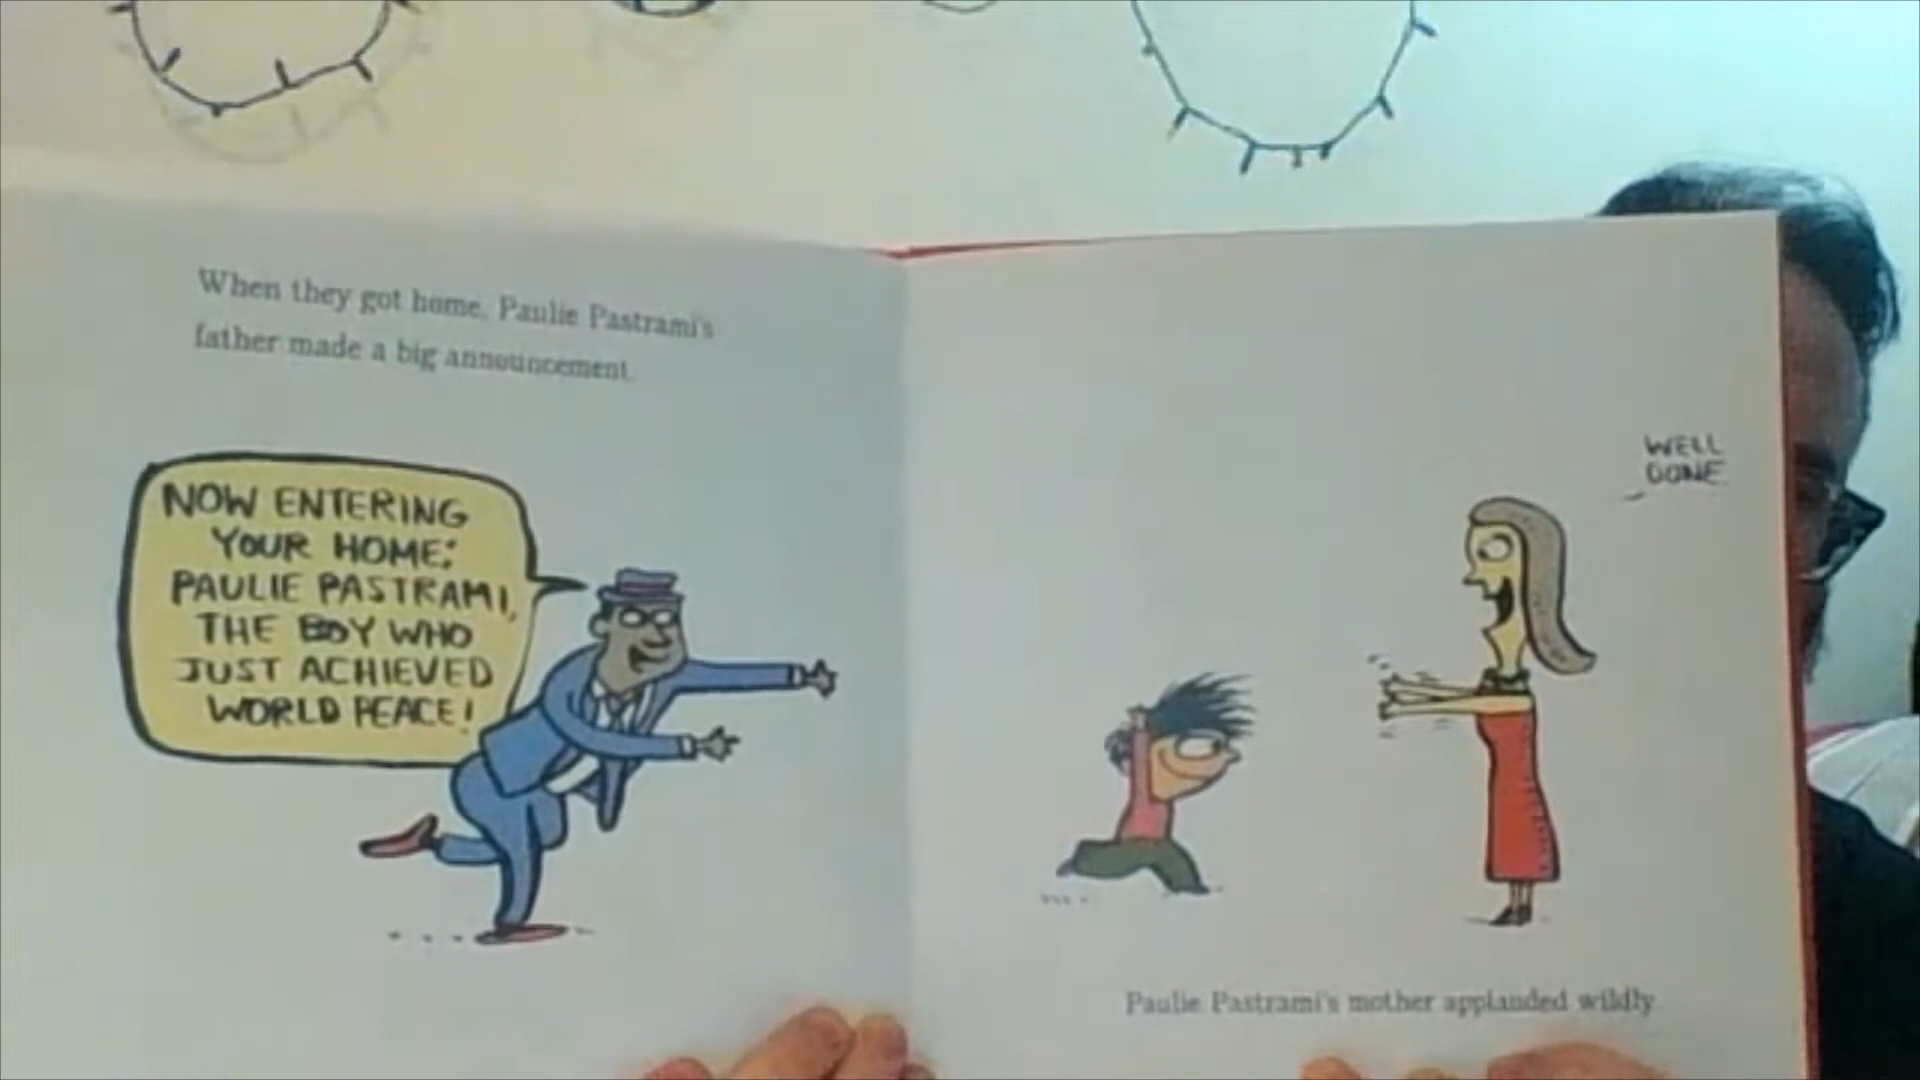 When they got home, Paulie Pastrami's
father made a big announcement.
NOW ENTERING
YOUR HOME:
PAULIE PASTRAMI,
THE BOY WHO
JUST ACHIEVED
WORLD PEACE!
WELL
DONE
Paulie Pastrami's mother applauded wildly.